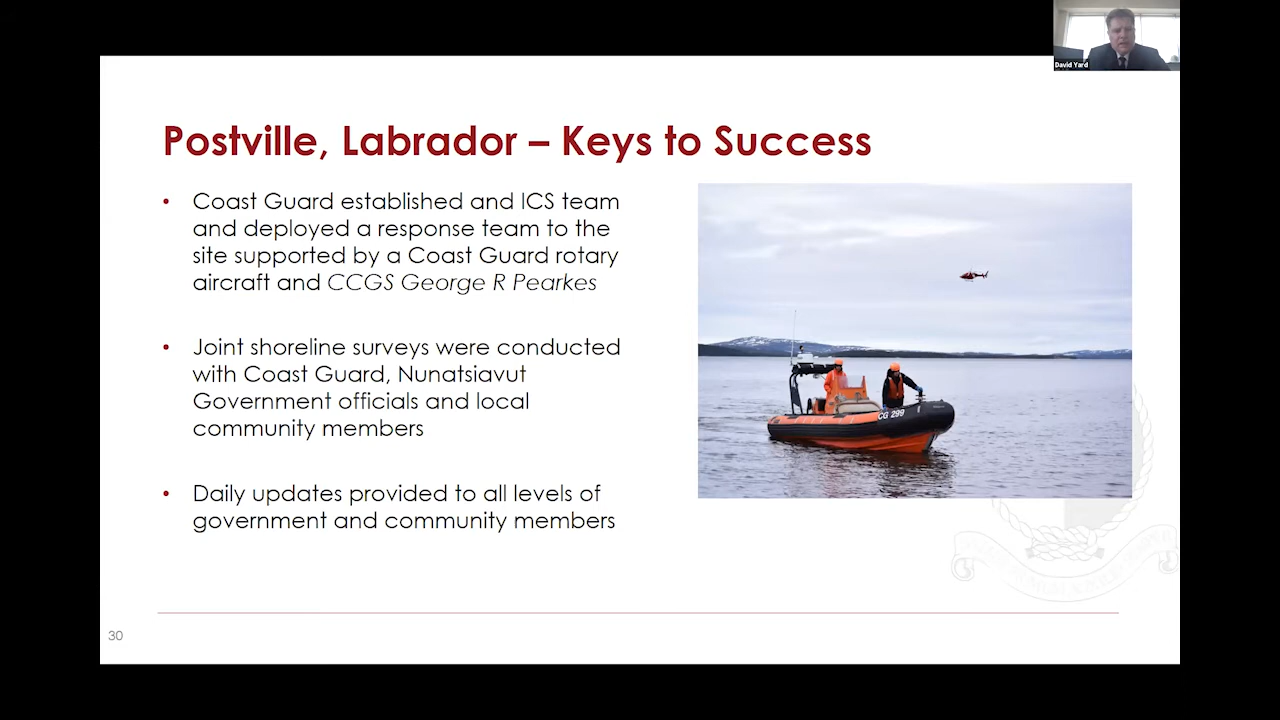 David Yard
Postville, Labrador – Keys to Success
• Coast Guard established and ICS team
and deployed a response team to the
site supported by a Coast Guard rotary
aircraft and CCGS George R Pearkes
• Joint shoreline surveys were conducted
with Coast Guard, Nunatsiavut
Government officials and local
community members
• Daily updates provided to all levels of
government and community members
CG 299
30